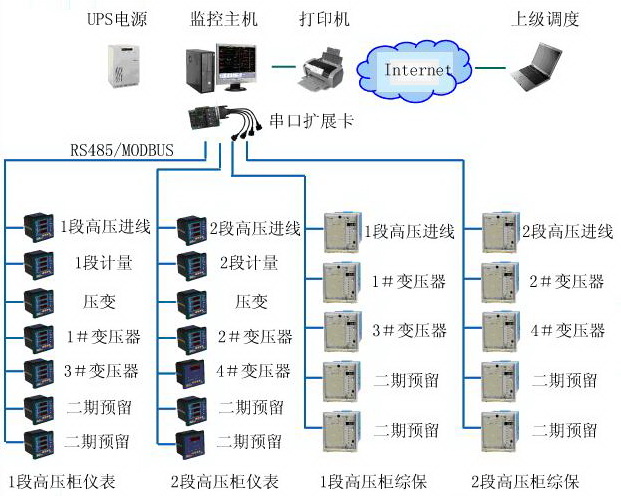 UPS电源 监控主机 打印机 上级调度
Internet
串口扩展卡
RS485/MODBUS
1段高压进线 2段高压进线 1段高压进线 2段高压进线
1段计量 2段计量 1#变压器 2#变压器
压变 压变 3#变压器 4#变压器
1#变压器 2#变压器
3#变压器 4#变压器 二期预留 二期预留
二期预留 二期预留 二期预留 二期预留
二期预留 二期预留
1段高压柜仪表 2段高压柜仪表 1段高压柜综保 2段高压柜综保